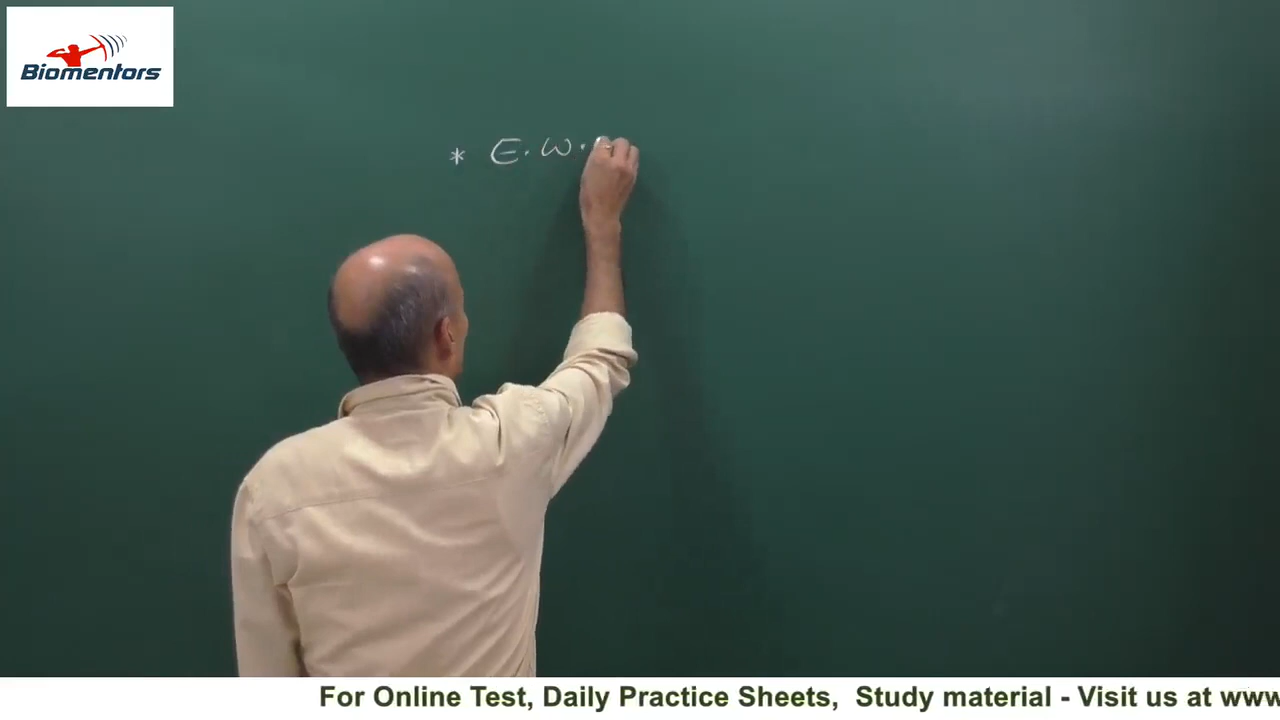 Biomentors
* E.W.
For Online Test, Daily Practice Sheets, Study material - Visit us at www